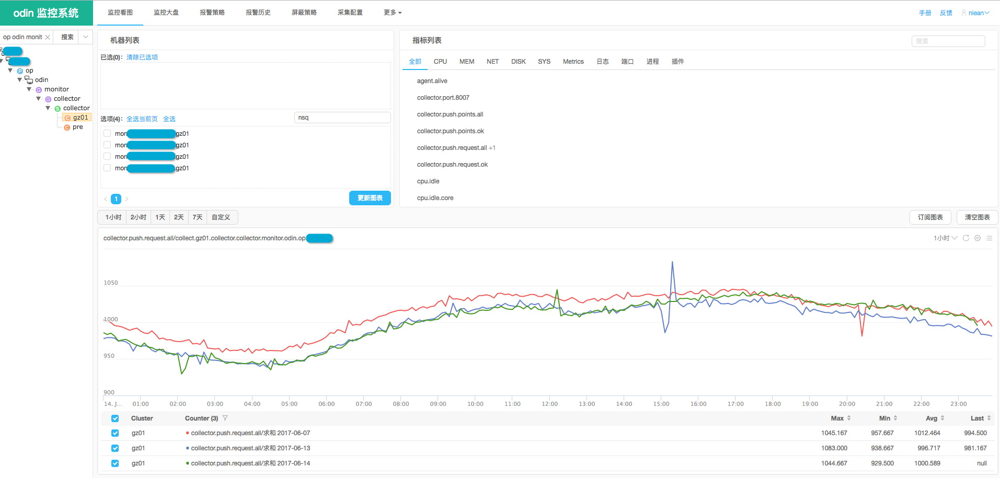 odin 监控系统
监控看图 监控大盘 报警策略 报警历史 屏蔽策略 采集配置 更多
手册 反馈 niean
op odin monit 搜索
op
odin
monitor
collector
collector
gz01
pre
机器列表
已选(0): 清除已选项
选项(4): 全选当前页 全选 nsq
mon gz01
mon gz01
mon gz01
mon .gz01
1
更新图表
指标列表
搜索
全部 CPU MEM NET DISK SYS Metrics 日志 端口 进程 插件
agent.alive
collector.port.8007
collector.push.points.all
collector.push.points.ok
collector.push.request.all +1
collector.push.request.ok
cpu.idle
cpu.idle.core
1小时 2小时 1天 2天 7天 自定义
订阅图表 清空图表
collector.push.request.all/collect.gz01.collector.collector.monitor.odin.op.
1小时
1050
1000
950
900
14. J... 01:00 02:00 03:00 04:00 05:00 06:00 07:00 08:00 09:00 10:00 11:00 12:00 13:00 14:00 15:00 16:00 17:00 18:00 19:00 20:00 21:00 22:00 23:00
Cluster Counter (3) Max Min Avg Last
gz01 collector.push.request.all/求和 2017-06-07 1045.167 957.667 1012.464 994.500
gz01 collector.push.request.all/求和 2017-06-13 1083.000 938.667 996.717 981.167
gz01 collector.push.request.all/求和 2017-06-14 1044.667 929.500 1000.589 null